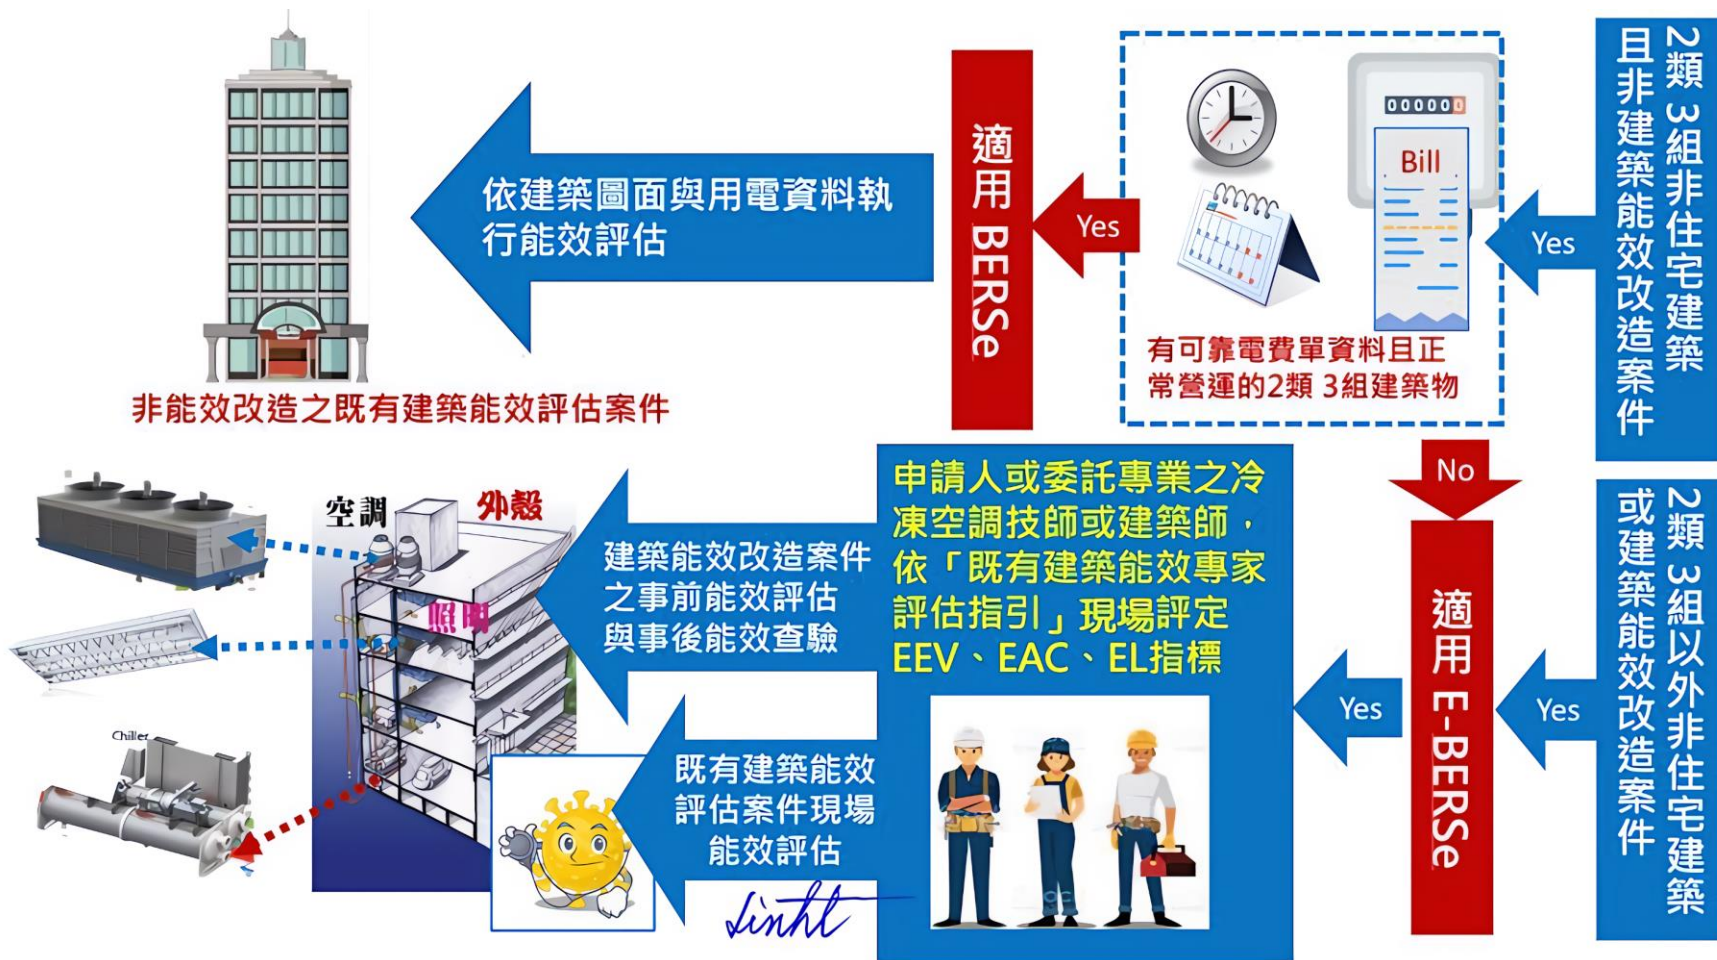 2類 3組非住宅建築
且非建築能效改造案件
Yes
000000
Bill
有可靠電費單資料且正
常營運的2類 3組建築物
Yes
適用 BERSe
依建築圖面與用電資料執
行能效評估
非能效改造之既有建築能效評估案件
No
2類 3組以外非住宅建築
或建築能效改造案件
Yes
適用 E-BERSe
Yes
申請人或委託專業之冷
凍空調技師或建築師，
依「既有建築能效專家
評估指引」現場評定
EEV、EAC、EL指標
建築能效改造案件
之事前能效評估
與事後能效查驗
既有建築能效
評估案件現場
能效評估
空調
外殼
照明
Chiller
Linht